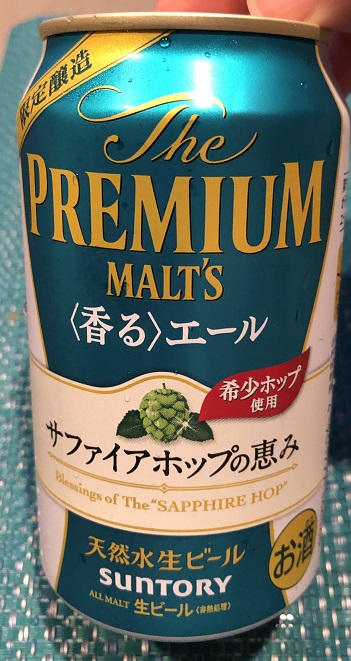 限定醸造
The
PREMIUM
MALT'S
〈香る〉エール
希少ホップ
使用
サファイアホップの恵み
Blessings of The "SAPPHIRE HOP"
天然水生ビール
お酒
SUNTORY
ALL MALT 生ビール〈非熱処理〉